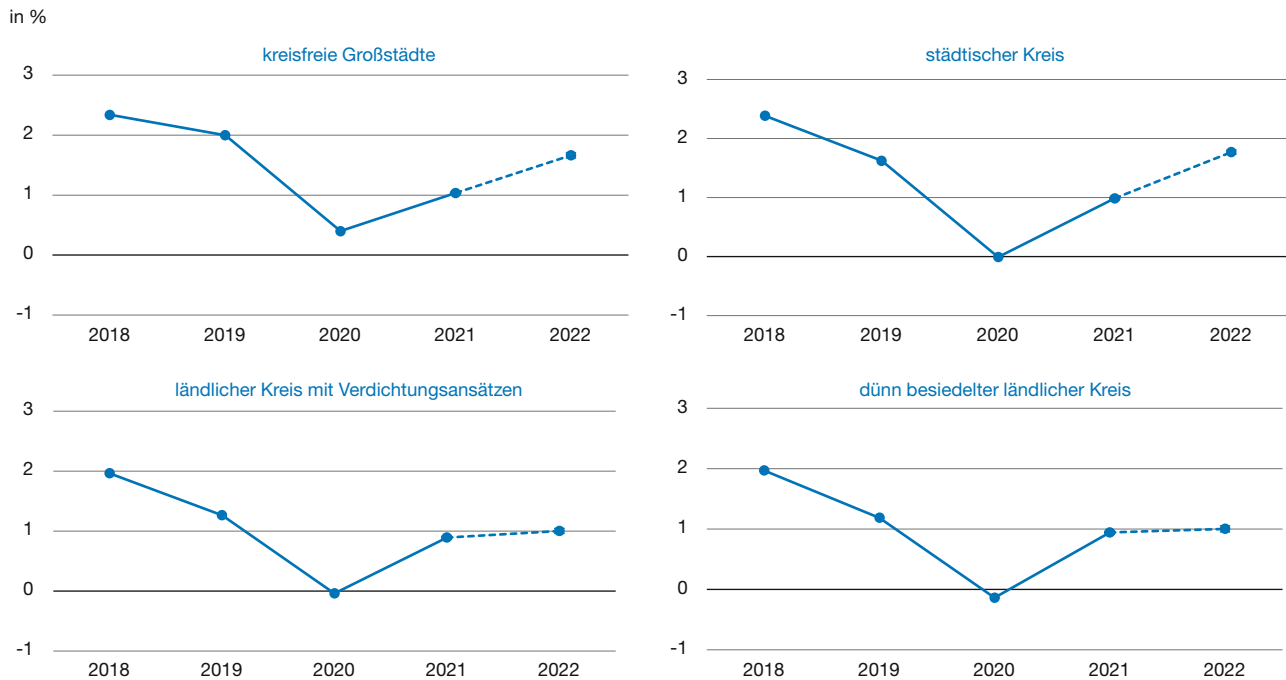 in %
kreisfreie Großstädte
3
2
1
0
-1
2018 2019 2020 2021 2022
städtischer Kreis
3
2
1
0
-1
2018 2019 2020 2021 2022
ländlicher Kreis mit Verdichtungsansätzen
3
2
1
0
-1
2018 2019 2020 2021 2022
dünn besiedelter ländlicher Kreis
3
2
1
0
-1
2018 2019 2020 2021 2022